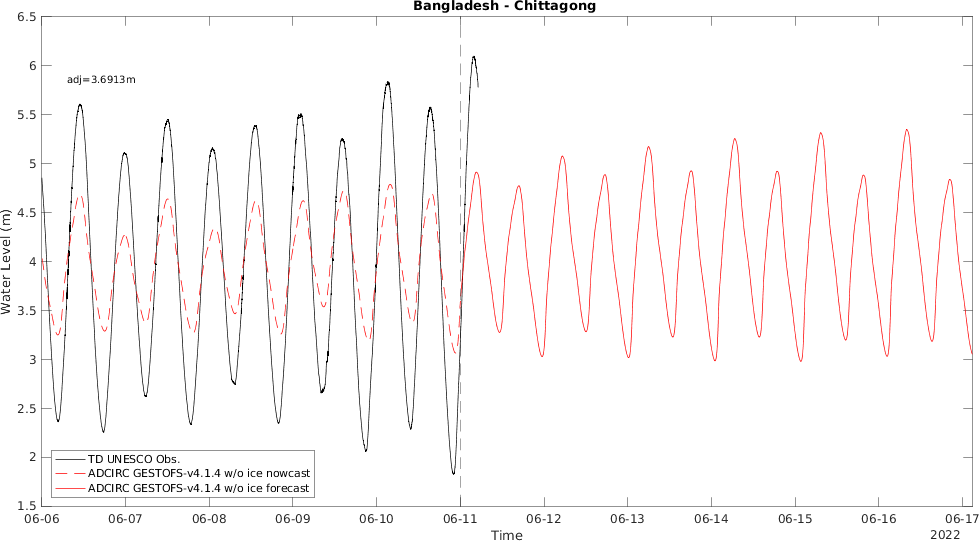 Bangladesh - Chittagong
6.5
6
5.5
5
4.5
4
3.5
3
2.5
2
1.5
Water Level (m)
adj=3.6913m
TD UNESCO Obs.
ADCIRC GESTOFS-v4.1.4 w/o ice nowcast
ADCIRC GESTOFS-v4.1.4 w/o ice forecast
06-06 06-07 06-08 06-09 06-10 06-11 06-12 06-13 06-14 06-15 06-16 06-17
Time
2022